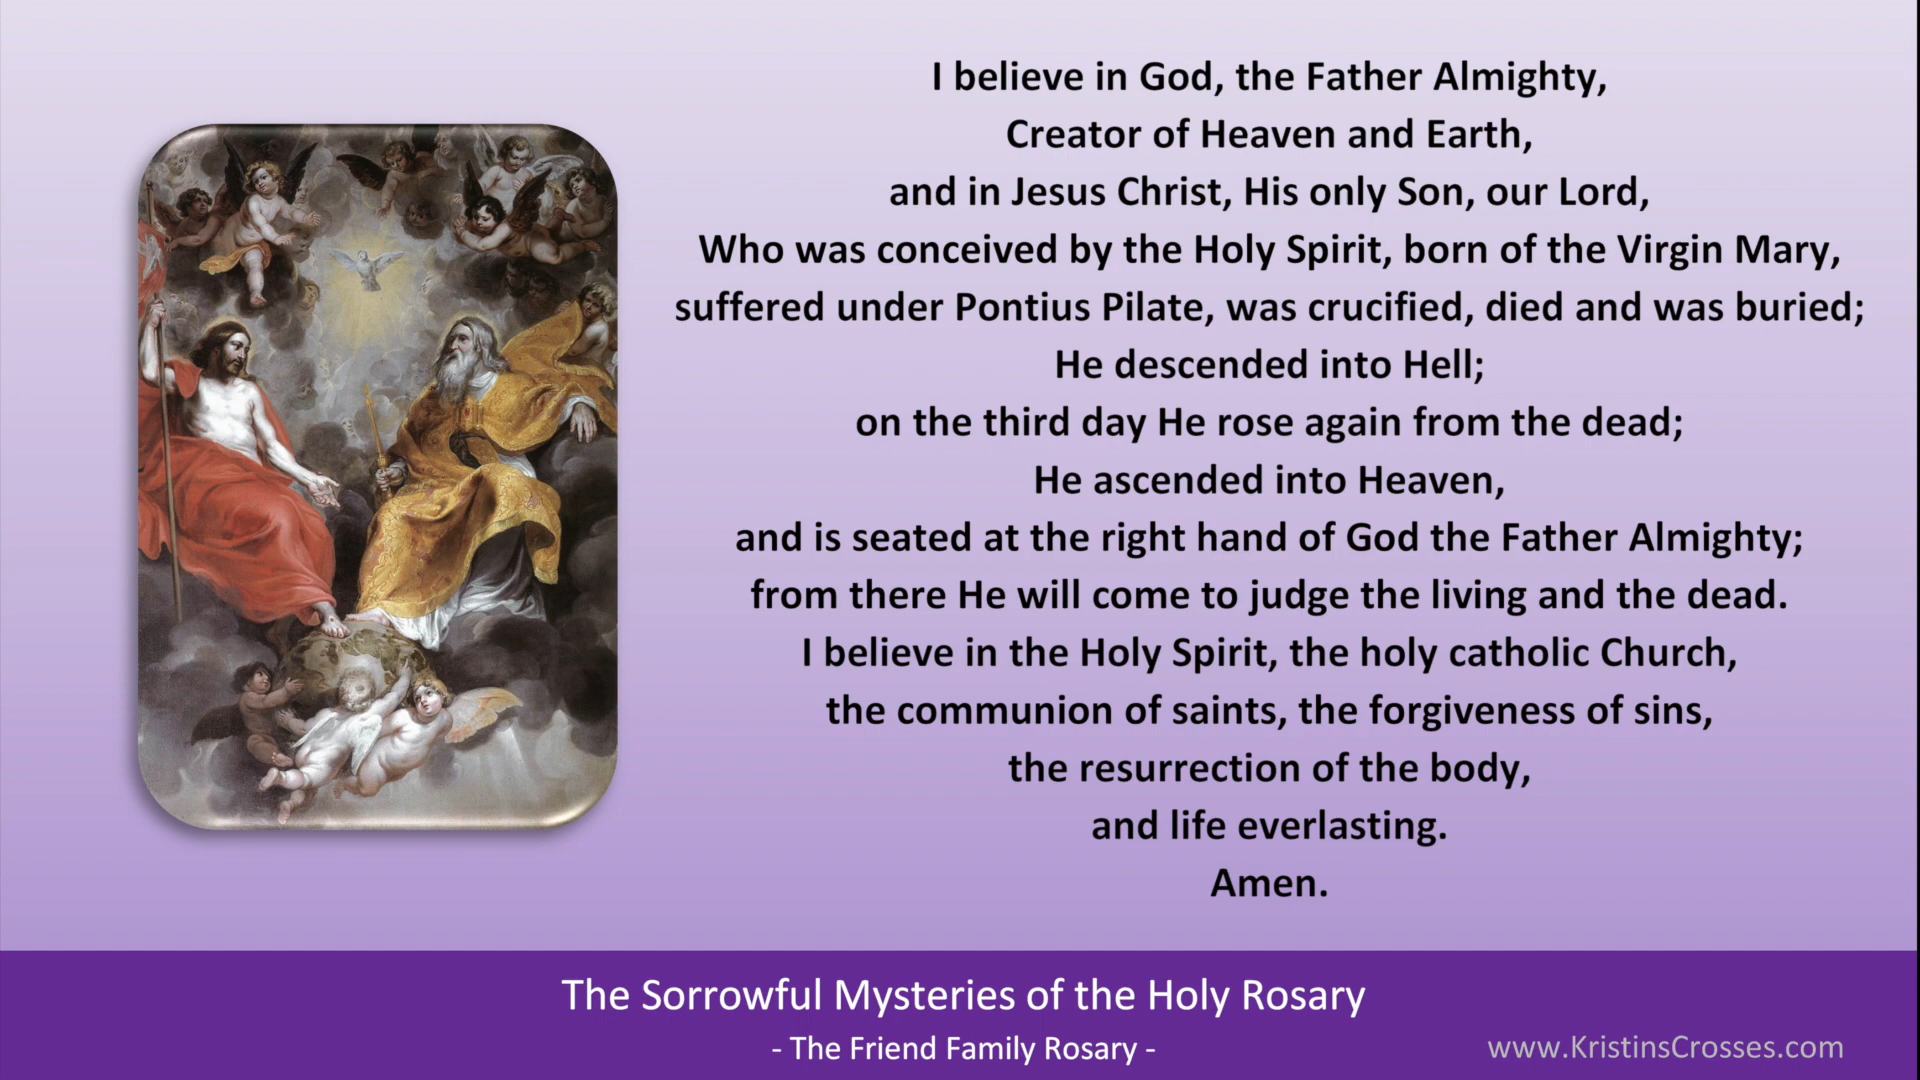 I believe in God, the Father Almighty,
Creator of Heaven and Earth,
and in Jesus Christ, His only Son, our Lord,
Who was conceived by the Holy Spirit, born of the Virgin Mary,
suffered under Pontius Pilate, was crucified, died and was buried;
He descended into Hell;
on the third day He rose again from the dead;
He ascended into Heaven,
and is seated at the right hand of God the Father Almighty;
from there He will come to judge the living and the dead.
I believe in the Holy Spirit, the holy catholic Church,
the communion of saints, the forgiveness of sins,
the resurrection of the body,
and life everlasting.
Amen.
The Sorrowful Mysteries of the Holy Rosary
- The Friend Family Rosary -
www.KristinsCrosses.com